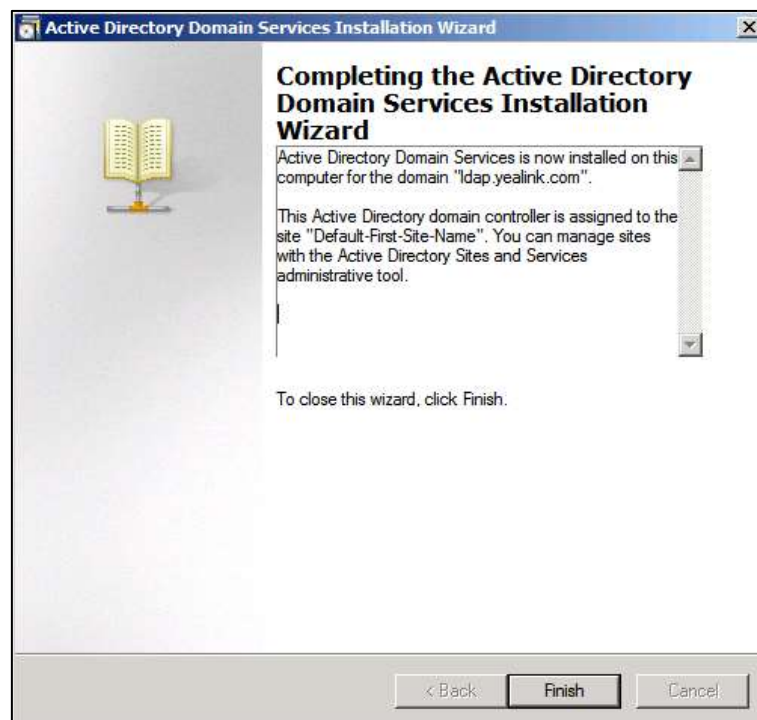 Active Directory Domain Services Installation Wizard
Completing the Active Directory
Domain Services Installation
Wizard
Active Directory Domain Services is now installed on this
computer for the domain "ldap.yealink.com".
This Active Directory domain controller is assigned to the
site "Default-First-Site-Name". You can manage sites
with the Active Directory Sites and Services
administrative tool.
To close this wizard, click Finish.
< Back
Finish
Cancel